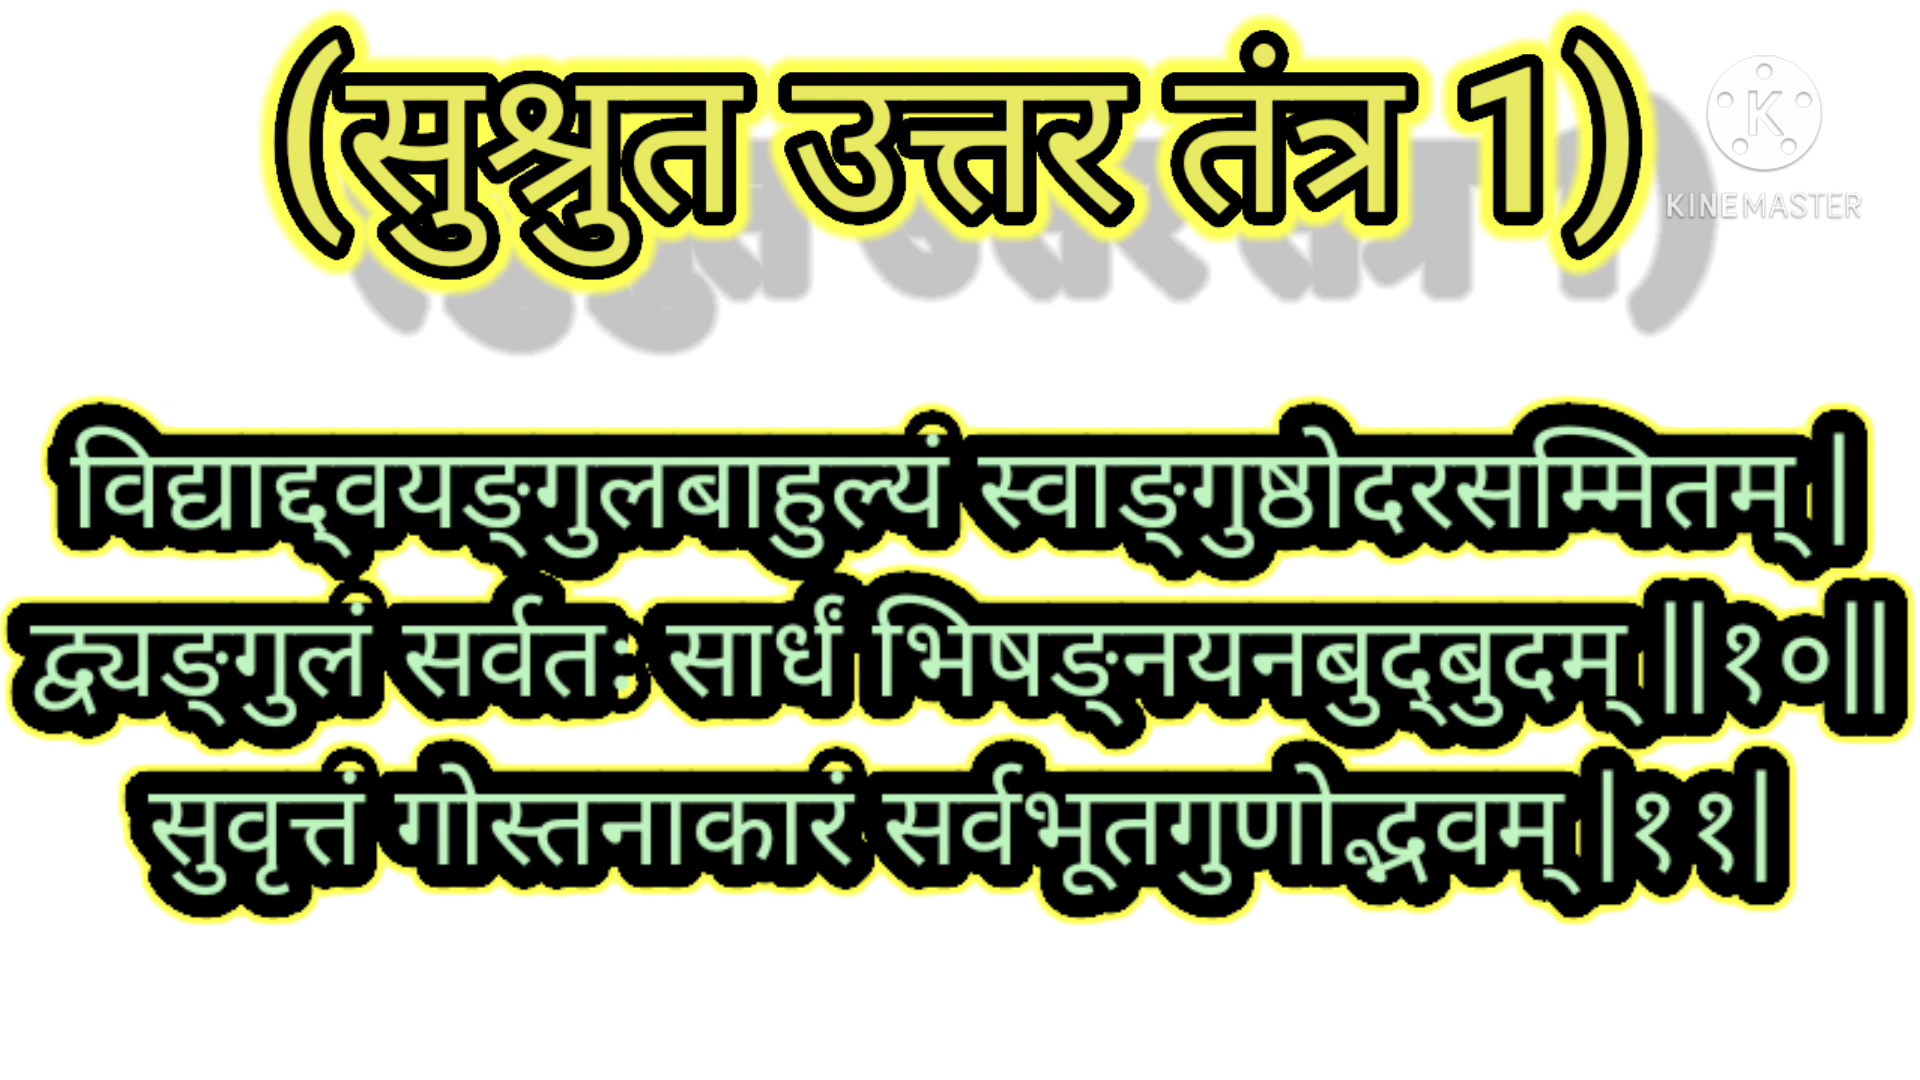 (सुश्रुत उत्तर तंत्र 1)
KINEMASTER
विद्याद्द्वयङ्गुलबाहुल्यं स्वाङ्गुष्ठोदरसम्मितम् |
द्व्यङ्गुलं सर्वतः सार्धं भिषङ्नयनबुद्बुदम् ||१०||
सुवृत्तं गोस्तनाकारं सर्वभूतगुणोद्भवम् |११|